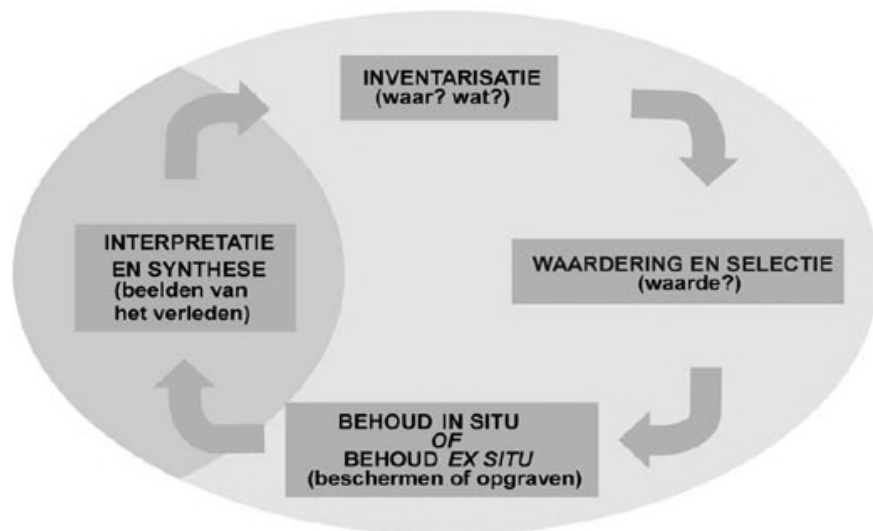 INVENTARISATIE
(waar? wat?)
WAARDERING EN SELECTIE
(waarde?)
BEHOUD IN SITU
OF
BEHOUD EX SITU
(beschermen of opgraven)
INTERPRETATIE
EN SYNTHESE
(beelden van
het verleden)